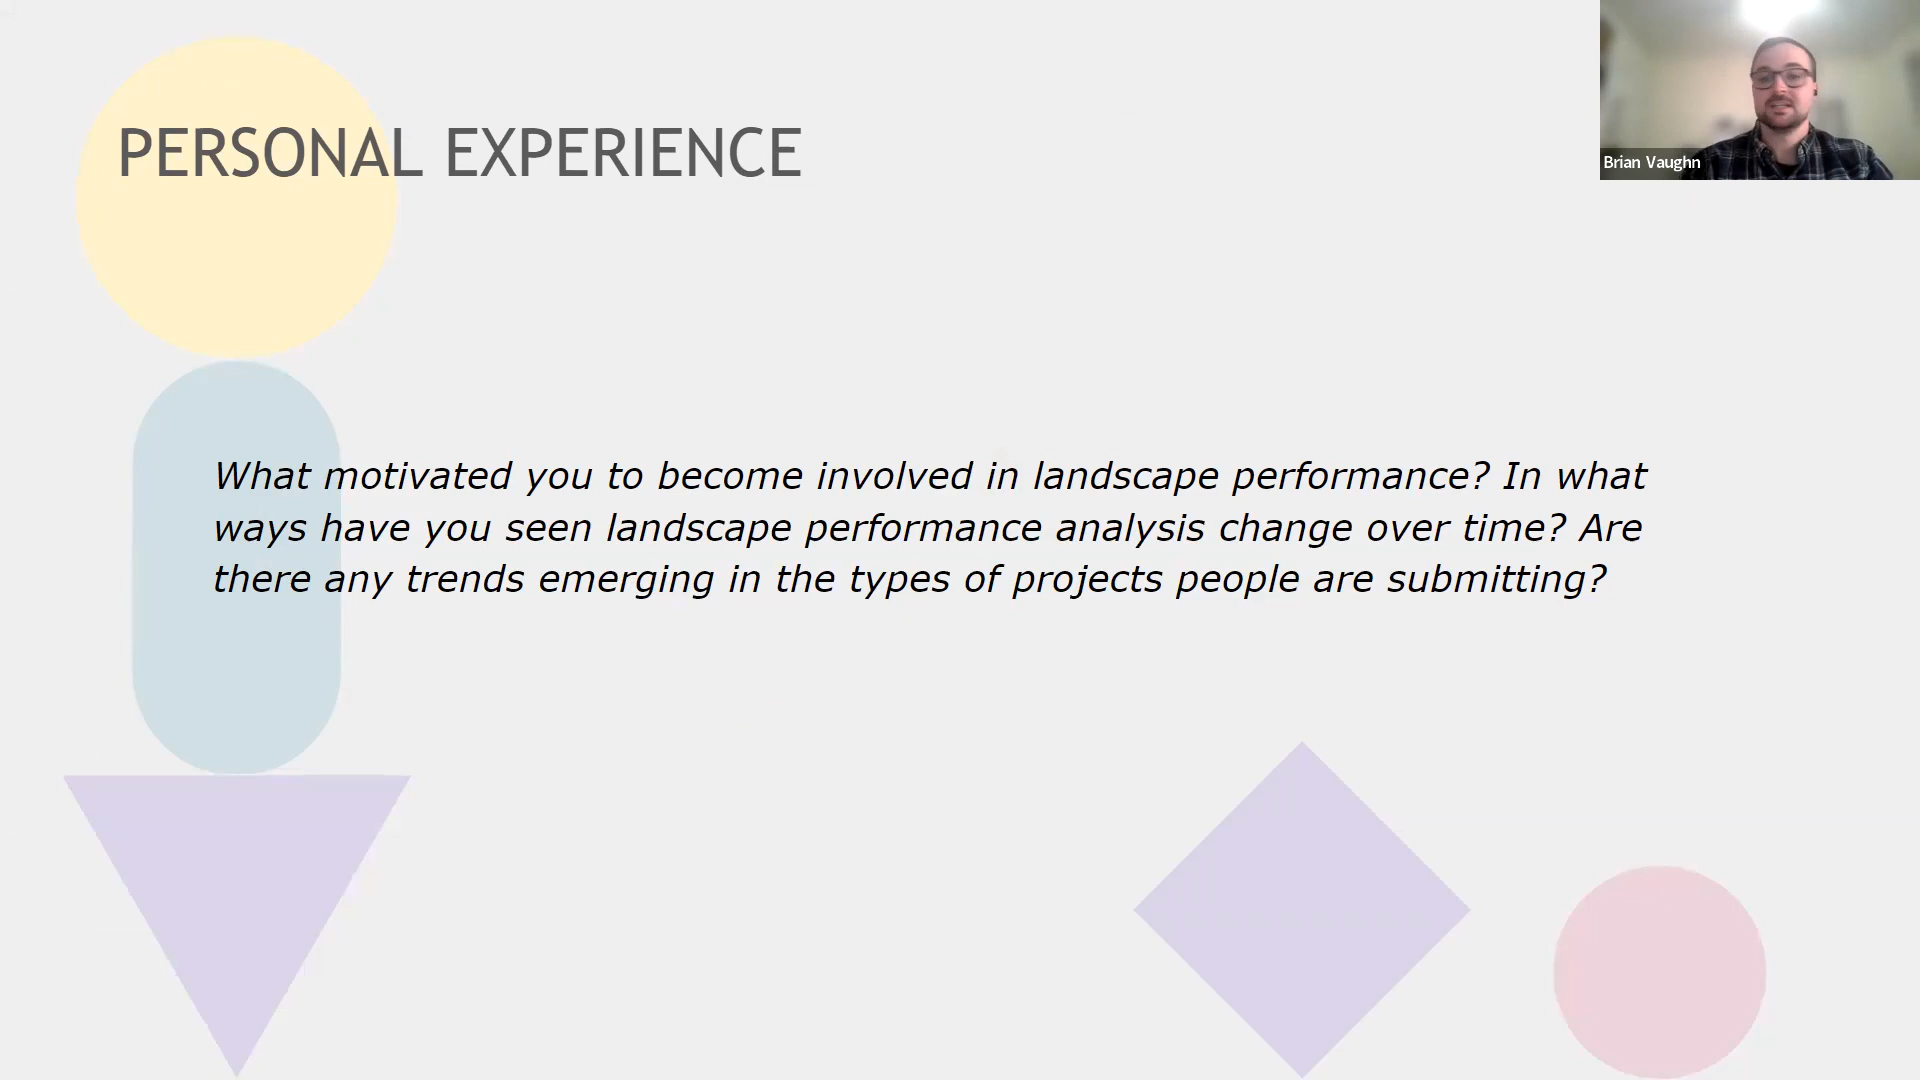 PERSONAL EXPERIENCE
Brian Vaughn
What motivated you to become involved in landscape performance? In what
ways have you seen landscape performance analysis change over time? Are
there any trends emerging in the types of projects people are submitting?